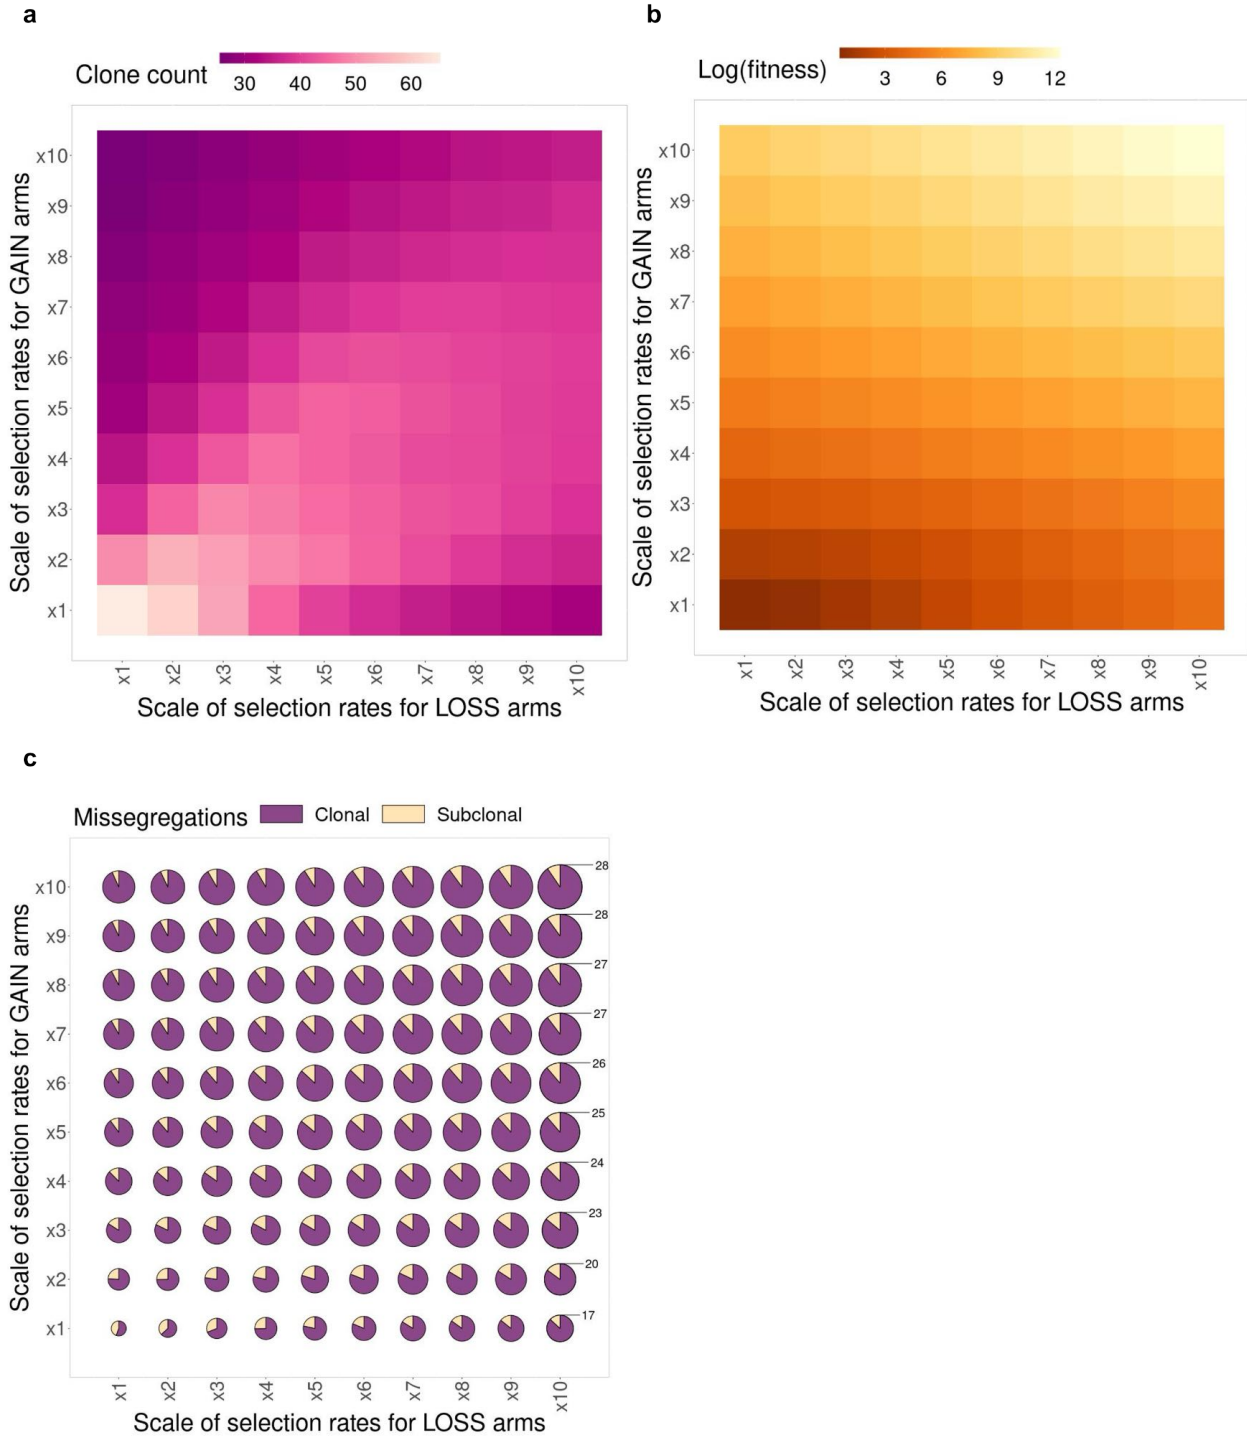 a
Clone count
30 40 50 60
Scale of selection rates for GAIN arms
x10
x9
x8
x7
x6
x5
x4
x3
x2
x1
x1 x2 x3 x4 x5 x6 x7 x8 x9 x10
Scale of selection rates for LOSS arms
b
Log(fitness)
3 6 9 12
Scale of selection rates for GAIN arms
x10
x9
x8
x7
x6
x5
x4
x3
x2
x1
x1 x2 x3 x4 x5 x6 x7 x8 x9 x10
Scale of selection rates for LOSS arms
c
Missegregations Clonal Subclonal
Scale of selection rates for GAIN arms
x10 28
x9 28
x8 27
x7 27
x6 26
x5 25
x4 24
x3 23
x2 20
x1 17
x1 x2 x3 x4 x5 x6 x7 x8 x9 x10
Scale of selection rates for LOSS arms